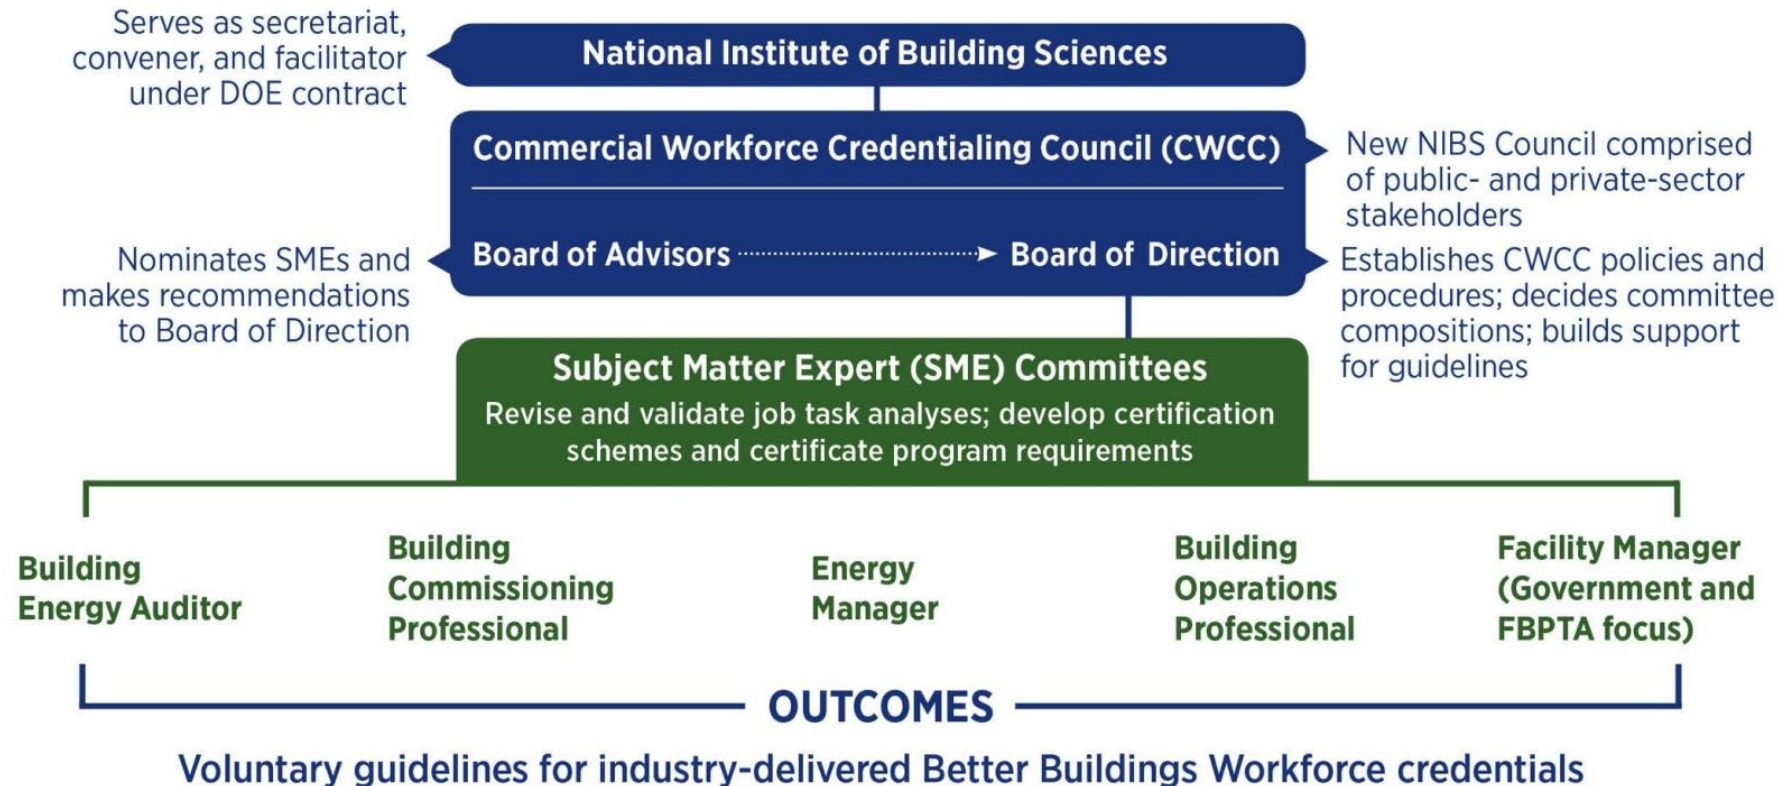 Serves as secretariat,
convener, and facilitator
under DOE contract
National Institute of Building Sciences
Commercial Workforce Credentialing Council (CWCC)
New NIBS Council comprised
of public- and private-sector
stakeholders
Nominates SMEs and
makes recommendations
to Board of Direction
Board of Advisors
Board of Direction
Establishes CWCC policies and
procedures; decides committee
compositions; builds support
for guidelines
Subject Matter Expert (SME) Committees
Revise and validate job task analyses; develop certification
schemes and certificate program requirements
Building
Energy Auditor
Building
Commissioning
Professional
Energy
Manager
Building
Operations
Professional
Facility Manager
(Government and
FBPTA focus)
OUTCOMES
Voluntary guidelines for industry-delivered Better Buildings Workforce credentials